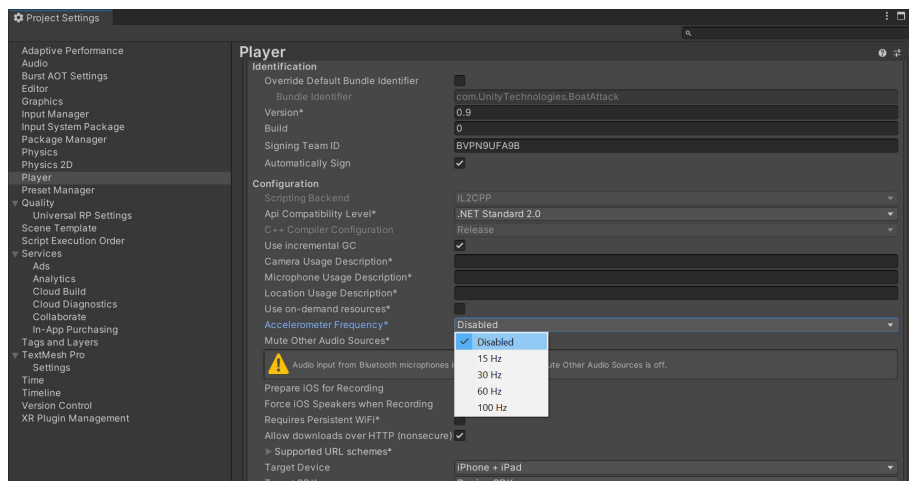 Project Settings
Adaptive Performance
Audio
Burst AOT Settings
Editor
Graphics
Input Manager
Input System Package
Package Manager
Physics
Physics 2D
Player
Preset Manager
Quality
Universal RP Settings
Scene Template
Script Execution Order
Services
Ads
Analytics
Cloud Build
Cloud Diagnostics
Collaborate
In-App Purchasing
Tags and Layers
TextMesh Pro
Settings
Time
Timeline
Version Control
XR Plugin Management
Player
Identification
Override Default Bundle Identifier
Bundle Identifier com.UnityTechnologies.BoatAttack
Version* 0.9
Build 0
Signing Team ID BVPN9UFA9B
Automatically Sign
Configuration
Scripting Backend IL2CPP
Api Compatibility Level* .NET Standard 2.0
C++ Compiler Configuration Release
Use incremental GC
Camera Usage Description*
Microphone Usage Description*
Location Usage Description*
Use on-demand resources*
Accelerometer Frequency* Disabled
Mute Other Audio Sources*
Disabled
15 Hz
30 Hz
60 Hz
100 Hz
Audio input from Bluetooth microphones
ute Other Audio Sources is off.
Prepare iOS for Recording
Force iOS Speakers when Recording
Requires Persistent WiFi*
Allow downloads over HTTP (nonsecure)
Supported URL schemes*
Target Device iPhone + iPad